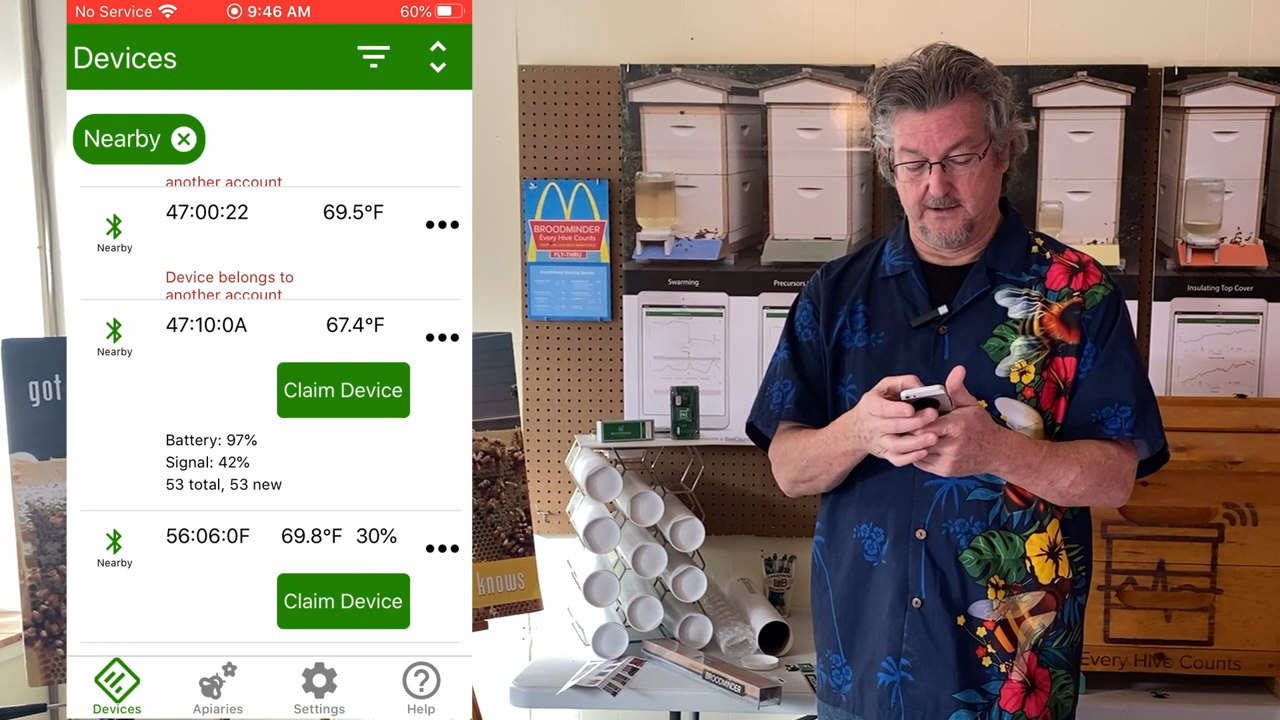 No Service 9:46 AM 60%
Devices
Nearby
another account
47:00:22 69.5°F
Nearby
Device belongs to
another account
47:10:0A 67.4°F
Nearby
Claim Device
Battery: 97%
Signal: 42%
53 total, 53 new
56:06:0F 69.8°F 30%
Nearby
Claim Device
Devices Apiaries Settings Help
got
knows
BROODMINDER
Every Hive Counts
FLY-THRU
Swarming
Precursors
Insulating Top Cover
BROODMINDER
Every Hive Counts